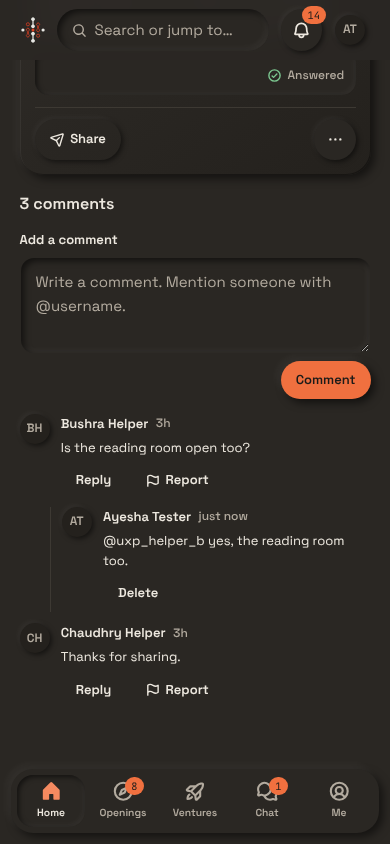 14
Search or jump to...
AT
Answered
Share
3 comments
Add a comment
Write a comment. Mention someone with
@username.
Comment
BH
Bushra Helper 3h
Is the reading room open too?
Reply Report
AT
Ayesha Tester just now
@uxp_helper_b yes, the reading room
too.
Delete
CH
Chaudhry Helper 3h
Thanks for sharing.
Reply Report
8 1
Home Openings Ventures Chat Me